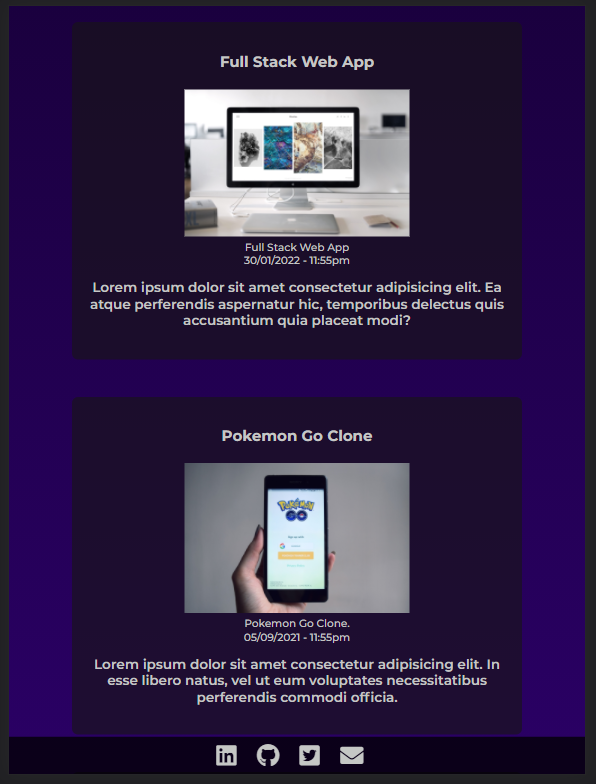 Full Stack Web App
Full Stack Web App
30/01/2022 - 11:55pm
Lorem ipsum dolor sit amet consectetur adipisicing elit. Ea
atque perferendis aspernatur hic, temporibus delectus quis
accusantium quia placeat modi?
Pokemon Go Clone
Pokémon
GO
Pokemon Go Clone.
05/09/2021 - 11:55pm
Lorem ipsum dolor sit amet consectetur adipisicing elit. In
esse libero natus, vel ut eum voluptates necessitatibus
perferendis commodi officia.
in